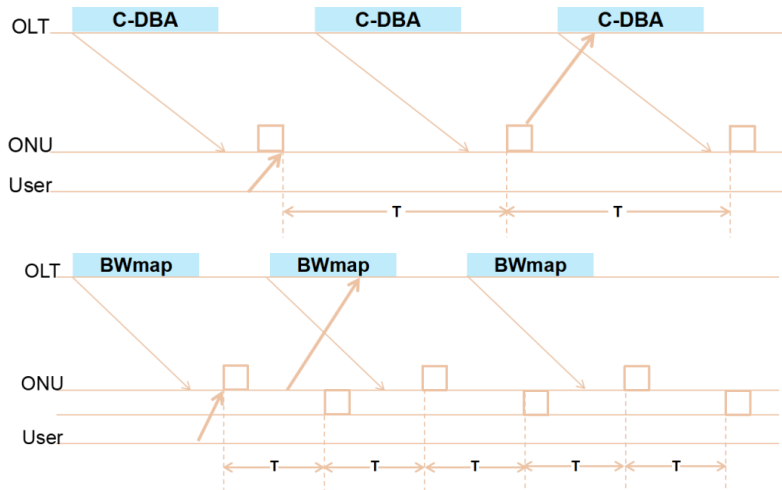 OLT C-DBA C-DBA C-DBA
ONU
User
T T
OLT BWmap BWmap BWmap
ONU
User
T T T T T